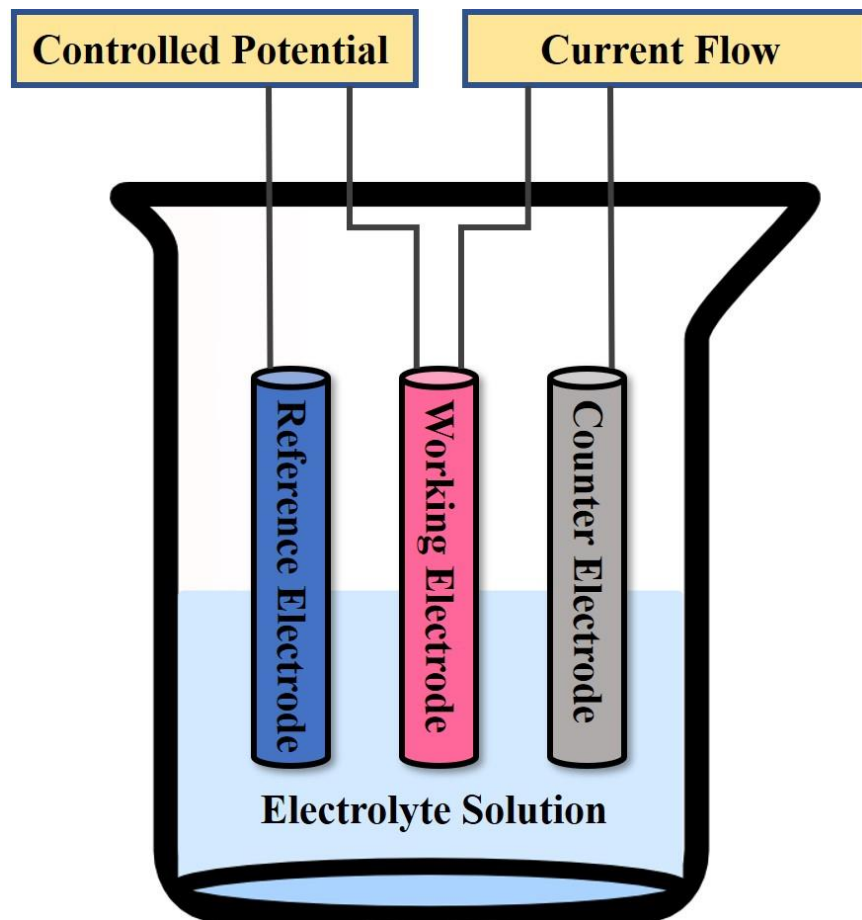 Controlled Potential
Current Flow
Reference Electrode
Working Electrode
Counter Electrode
Electrolyte Solution